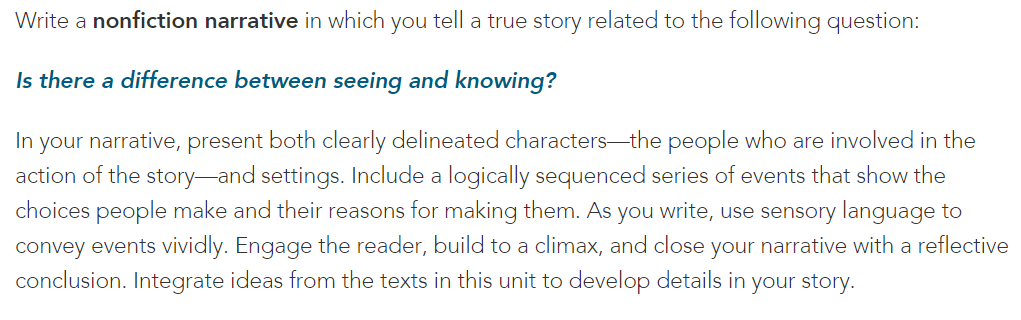 Write a nonfiction narrative in which you tell a true story related to the following question:
Is there a difference between seeing and knowing?
In your narrative, present both clearly delineated characters—the people who are involved in the
action of the story—and settings. Include a logically sequenced series of events that show the
choices people make and their reasons for making them. As you write, use sensory language to
convey events vividly. Engage the reader, build to a climax, and close your narrative with a reflective
conclusion. Integrate ideas from the texts in this unit to develop details in your story.